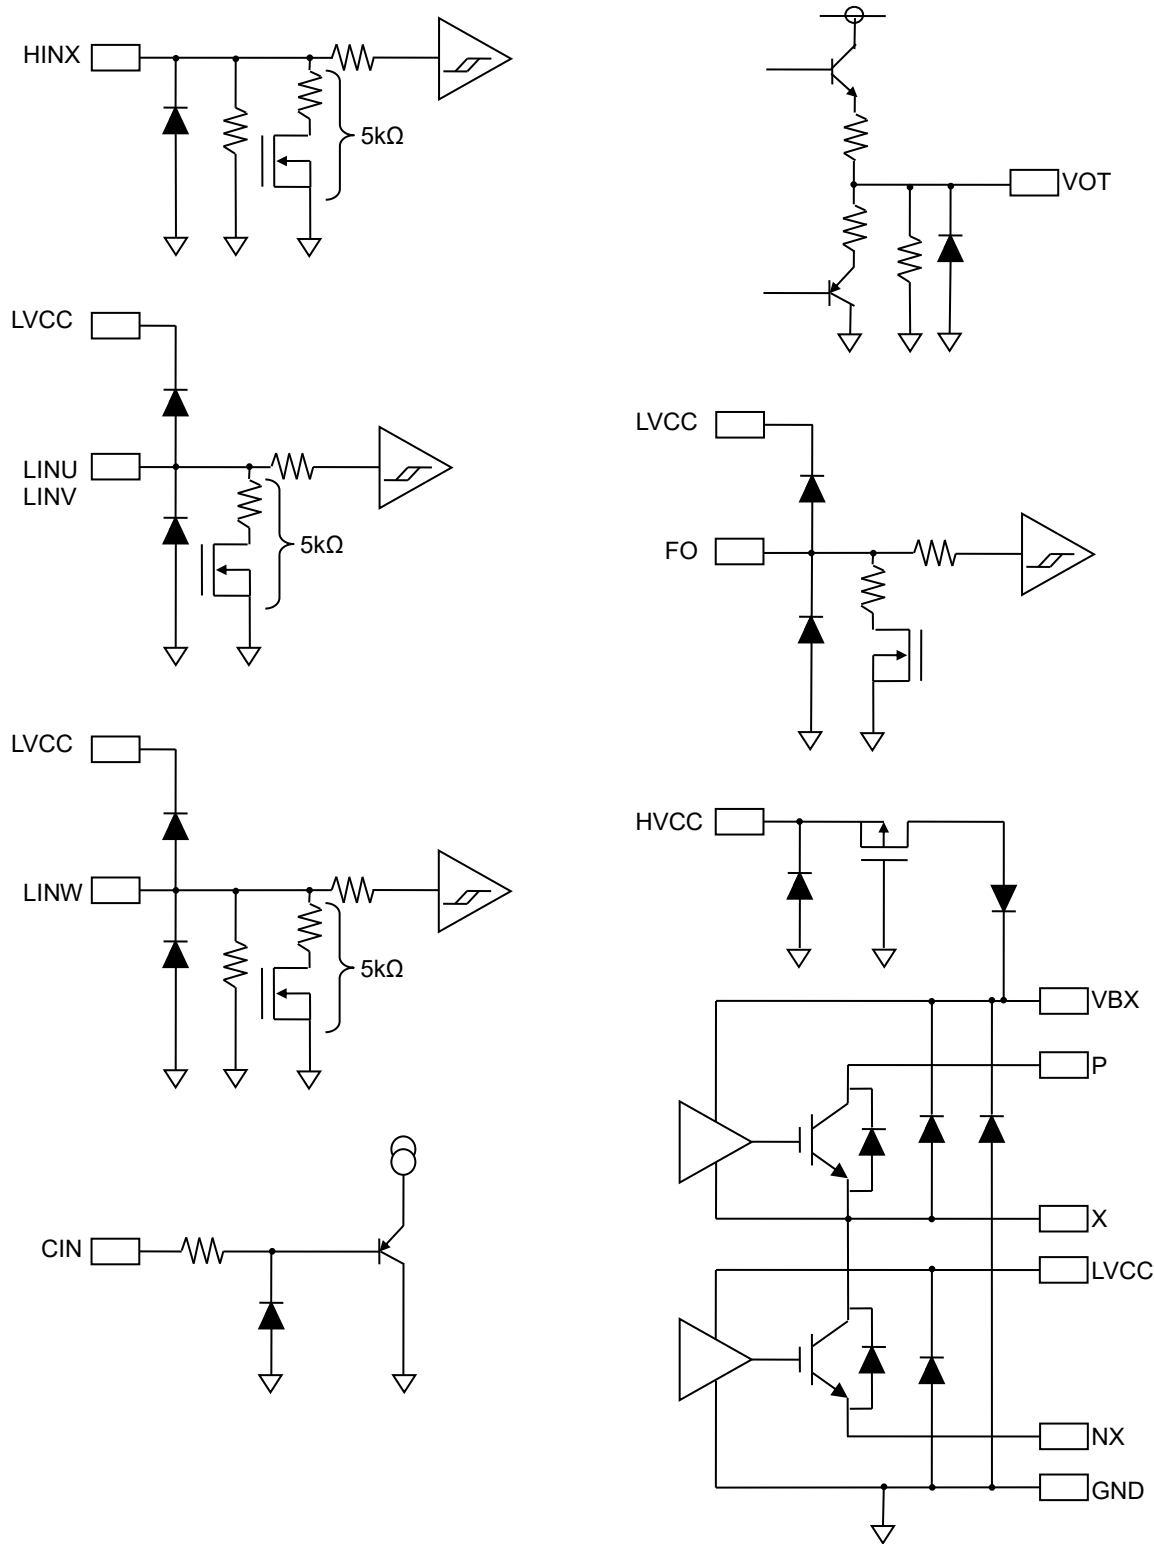 HINX
5kΩ
LVCC
LINU
LINV
5kΩ
LVCC
LINW
5kΩ
CIN
VOT
LVCC
FO
HVCC
VBX
P
X
LVCC
NX
GND